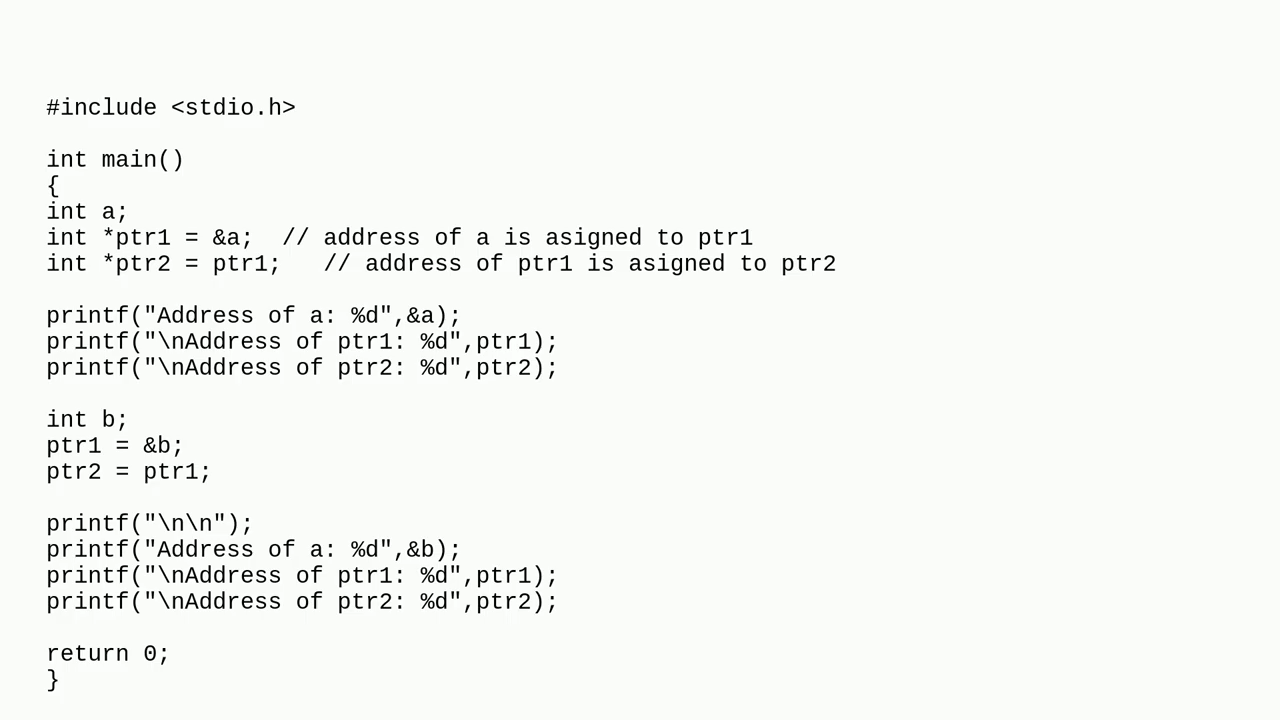 #include <stdio.h>
int main()
{
int a;
int *ptr1 = &a;  // address of a is asigned to ptr1
int *ptr2 = ptr1;   // address of ptr1 is asigned to ptr2
printf("Address of a: %d",&a);
printf("\nAddress of ptr1: %d",ptr1);
printf("\nAddress of ptr2: %d",ptr2);
int b;
ptr1 = &b;
ptr2 = ptr1;
printf("\n\n");
printf("Address of a: %d",&b);
printf("\nAddress of ptr1: %d",ptr1);
printf("\nAddress of ptr2: %d",ptr2);
return 0;
}